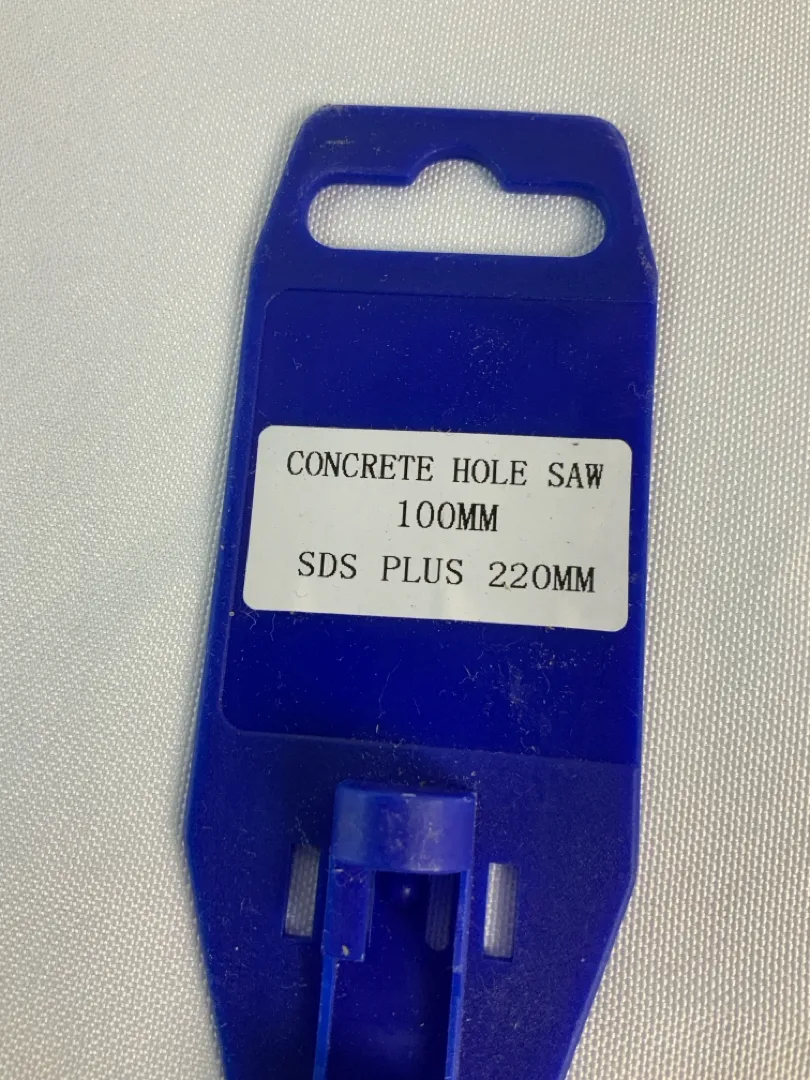 CONCRETE HOLE SAW
100MM
SDS PLUS 220MM